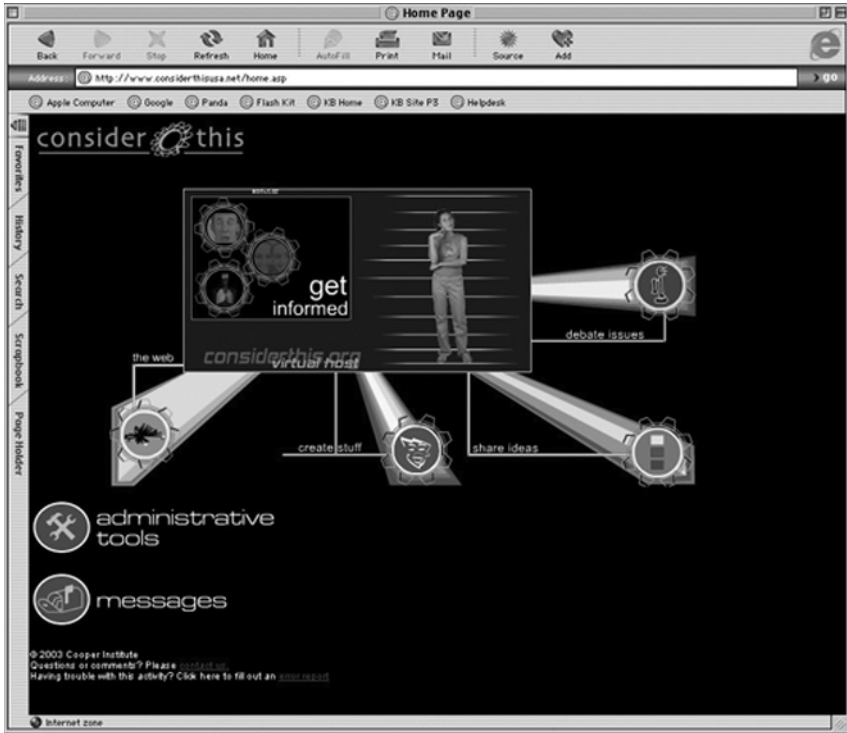 Home Page
Back Forward Stop Refresh Home AutoFill Print Mail Source Add
Address: http://www.considerthisusa.net/home.asp go
Apple Computer Google Panda Flash Kit KB Home KB Site P3 Helpdesk
Favorites
History
Search
Scrapbook
Page Holder
consider this
get
informed
considerthis.org
virtual host
debate issues
the web
create stuff
share ideas
administrative
tools
messages
© 2003 Cooper Institute
Questions or comments? Please contact us.
Having trouble with this activity? Click here to fill out an error report
Internet zone